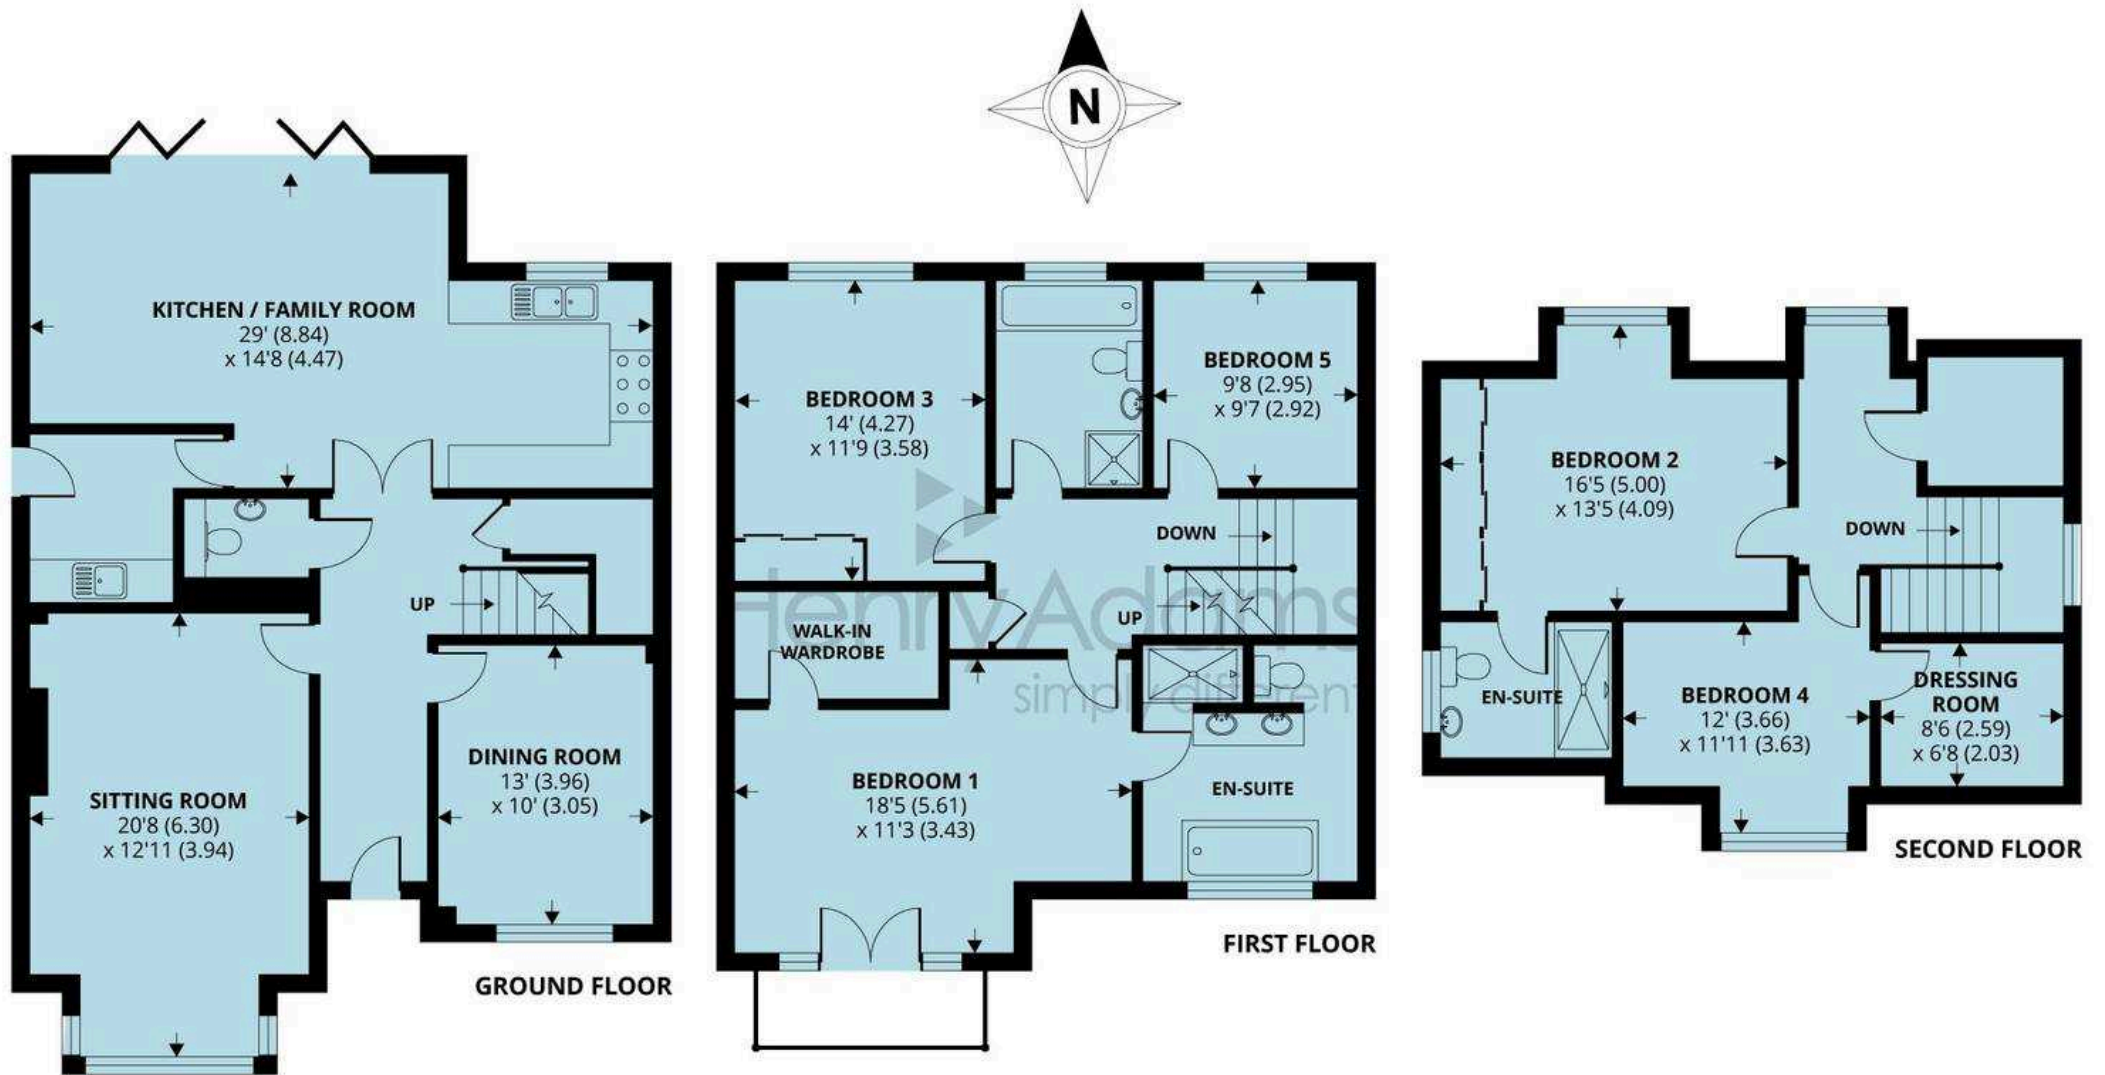 N
KITCHEN / FAMILY ROOM
29' (8.84)
x 14'8 (4.47)
UP
SITTING ROOM
20'8 (6.30)
x 12'11 (3.94)
DINING ROOM
13' (3.96)
x 10' (3.05)
GROUND FLOOR
BEDROOM 3
14' (4.27)
x 11'9 (3.58)
BEDROOM 5
9'8 (2.95)
x 9'7 (2.92)
DOWN
UP
HenryAdams
simply different
WALK-IN
WARDROBE
BEDROOM 1
18'5 (5.61)
x 11'3 (3.43)
EN-SUITE
FIRST FLOOR
BEDROOM 2
16'5 (5.00)
x 13'5 (4.09)
DOWN
EN-SUITE
BEDROOM 4
12' (3.66)
x 11'11 (3.63)
DRESSING
ROOM
8'6 (2.59)
x 6'8 (2.03)
SECOND FLOOR